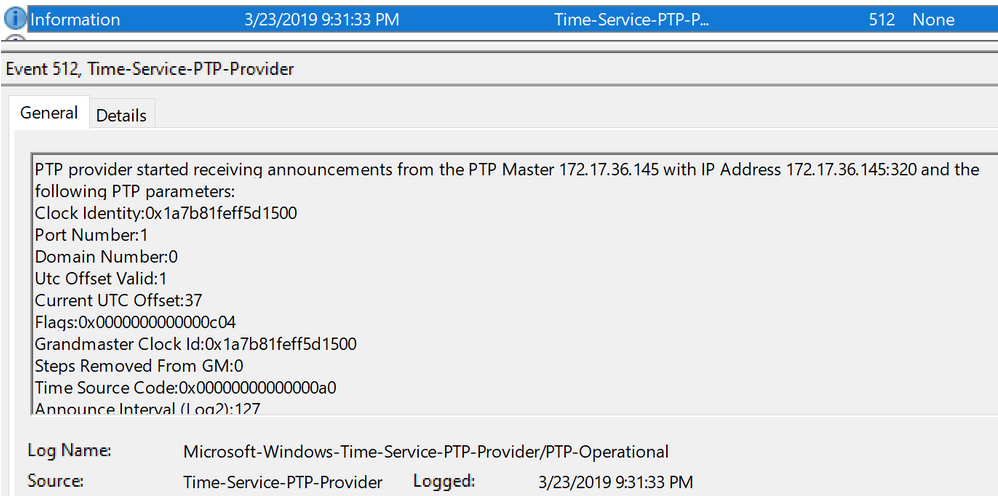 Information 3/23/2019 9:31:33 PM Time-Service-PTP-P... 512 None
Event 512, Time-Service-PTP-Provider
General Details
PTP provider started receiving announcements from the PTP Master 172.17.36.145 with IP Address 172.17.36.145:320 and the
following PTP parameters:
Clock Identity:0x1a7b81feff5d1500
Port Number:1
Domain Number:0
Utc Offset Valid:1
Current UTC Offset:37
Flags:0x0000000000000c04
Grandmaster Clock Id:0x1a7b81feff5d1500
Steps Removed From GM:0
Time Source Code:0x00000000000000a0
Announce Interval (Log2):127
Log Name: Microsoft-Windows-Time-Service-PTP-Provider/PTP-Operational
Source: Time-Service-PTP-Provider Logged: 3/23/2019 9:31:33 PM